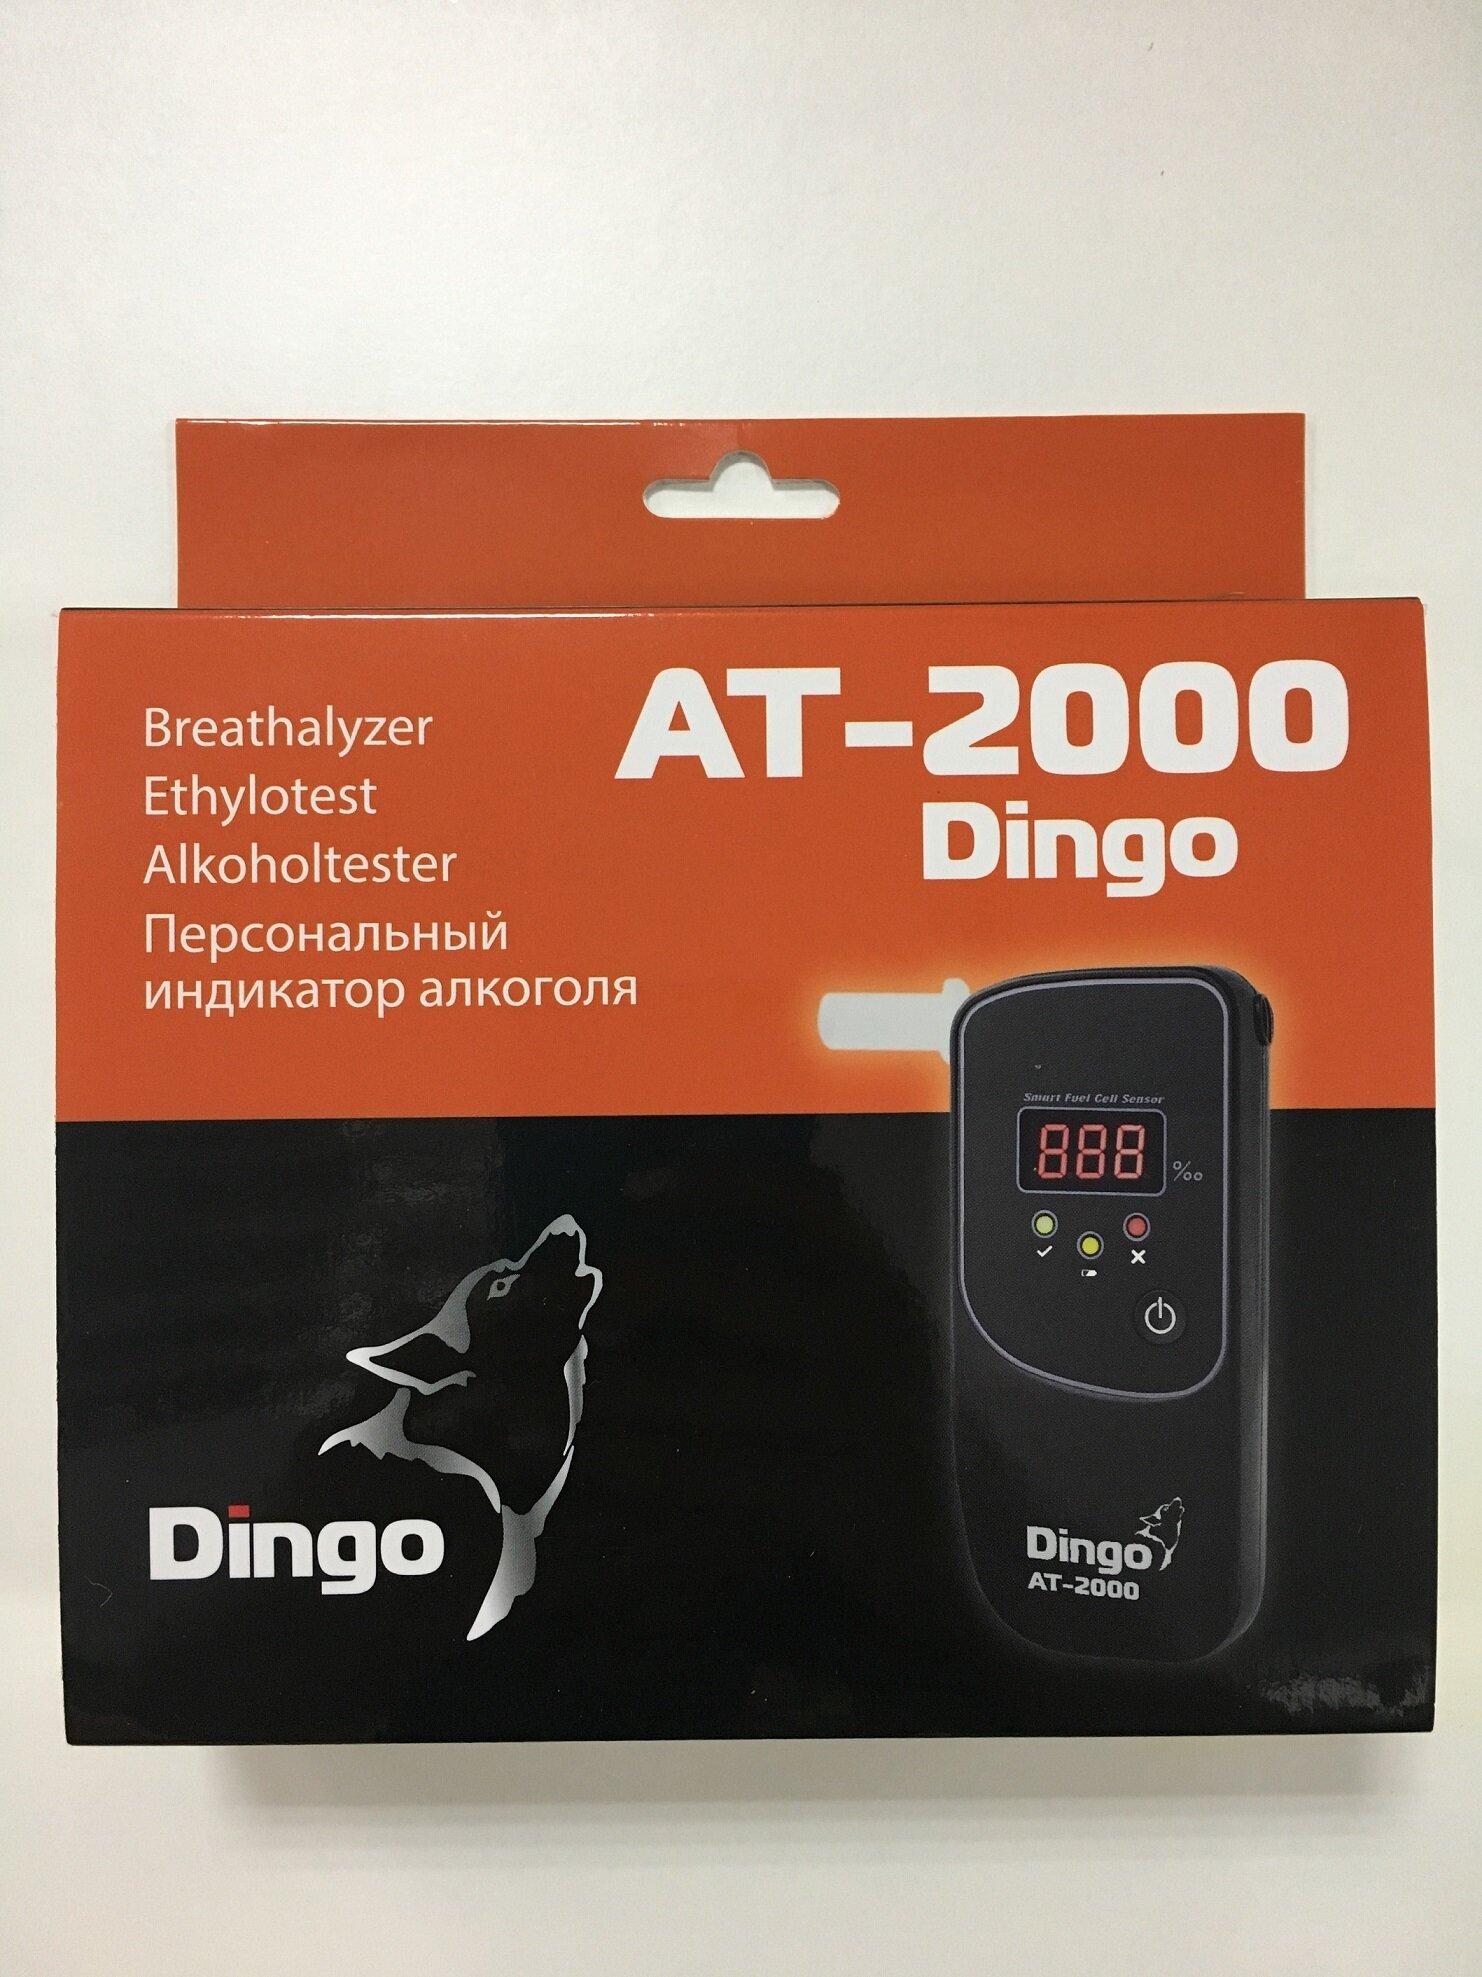 Breathalyzer
Ethylotest
Alkoholtester
Персональный
индикатор алкоголя
AT-2000
Dingo
Smart Fuel Cell Sensor
888 ‰
Dingo
AT-2000
Dingo